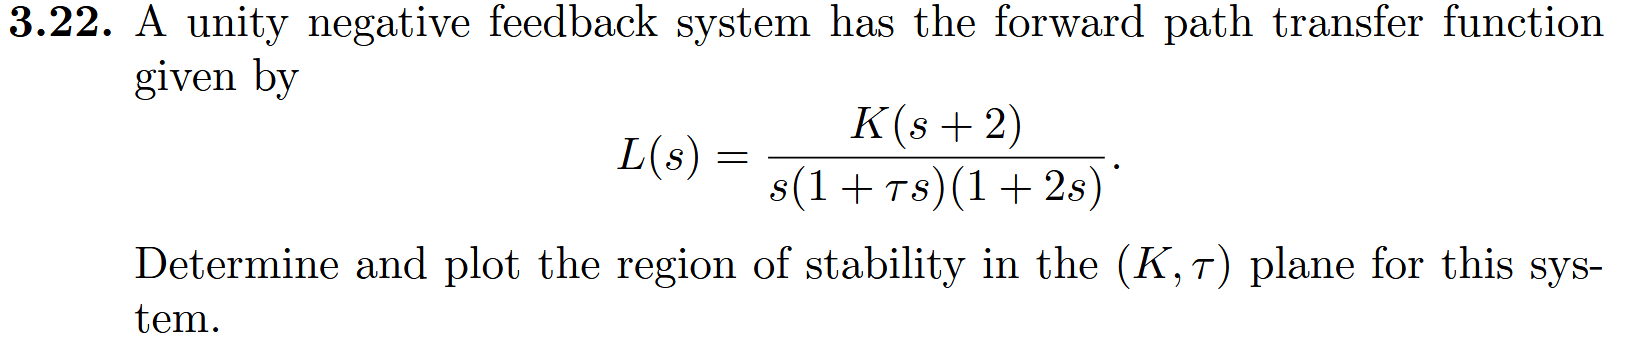 3.22. A unity negative feedback system has the forward path transfer function
given by
L(s) = K(s + 2) / s(1 + τs)(1 + 2s).
Determine and plot the region of stability in the (K, τ) plane for this sys-
tem.